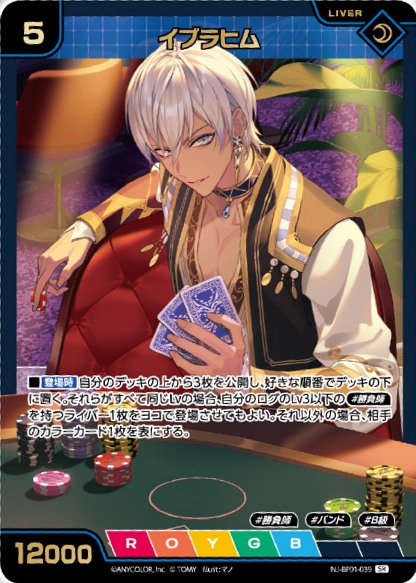 5
LIVER
イブラヒム
■ 登場時 自分のデッキの上から3枚を公開し、好きな順番でデッキの下
に置く。それらがすべて同じLvの場合、自分のログのLv3以下の #勝負師
を持つライバー1枚をヨコで登場させてもよい。それ以外の場合、相手
のカラーカード1枚を表にする。
#勝負師 #バンド #B級
12000
R O Y G B
©ANYCOLOR, Inc. © TOMY Illust:マノ
NJ-BP01-039 SR